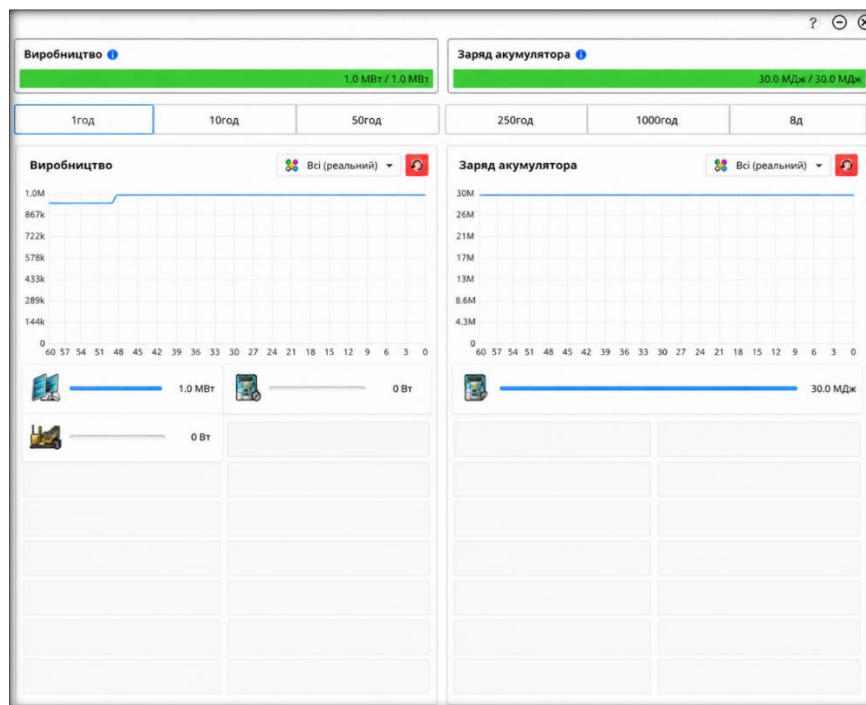 ?
Виробництво
1.0 МВт / 1.0 МВт
Заряд акумулятора
30.0 МДж / 30.0 МДж
1год
10год
50год
250год
1000год
8д
Виробництво
Всі (реальний)
1.0M
867k
722k
578k
433k
289k
144k
0
60 57 54 51 48 45 42 39 36 33 30 27 24 21 18 15 12 9 6 3 0
1.0 МВт
0 Вт
0 Вт
Заряд акумулятора
Всі (реальний)
30M
26M
21M
17M
13M
8.6M
4.3M
0
60 57 54 51 48 45 42 39 36 33 30 27 24 21 18 15 12 9 6 3 0
30.0 МДж